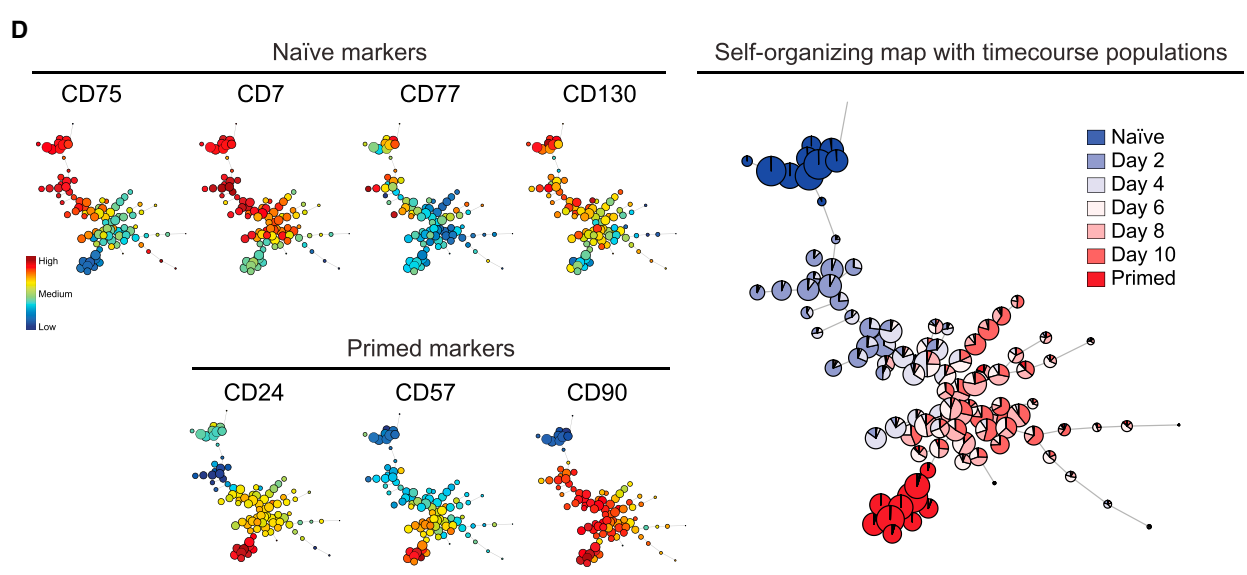 D
Naïve markers
CD75 CD7 CD77 CD130
High
Medium
Low
Primed markers
CD24 CD57 CD90
Self-organizing map with timecourse populations
Naïve
Day 2
Day 4
Day 6
Day 8
Day 10
Primed